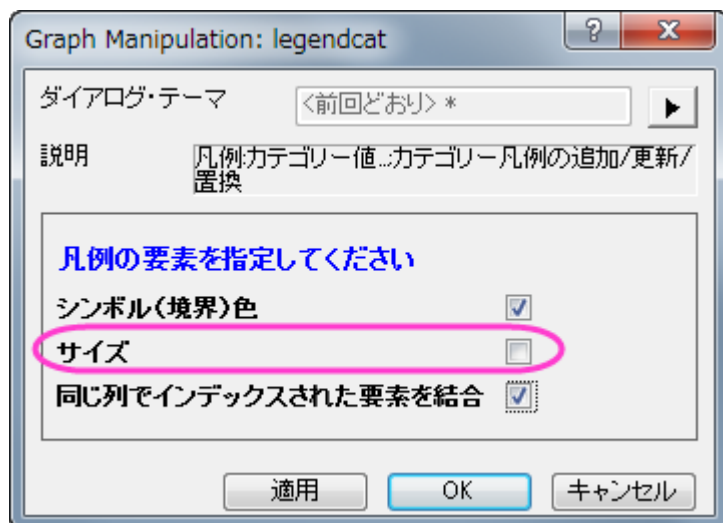 Graph Manipulation: legendcat
ダイアログ・テーマ
<前回どおり> *
説明
凡例:カテゴリー値...:カテゴリー凡例の追加/更新/
置換
凡例の要素を指定してください
シンボル(境界)色
サイズ
同じ列でインデックスされた要素を結合
適用
OK
キャンセル